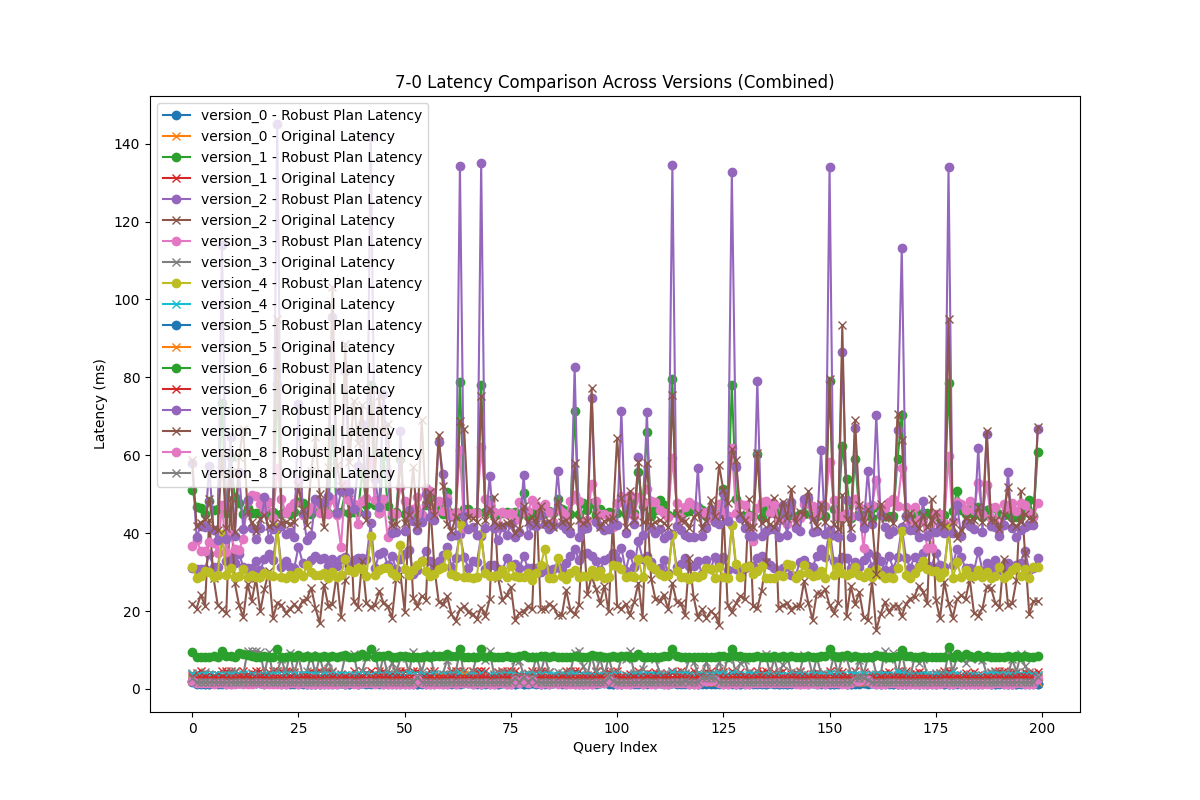 7-0 Latency Comparison Across Versions (Combined)
version_0 - Robust Plan Latency
version_0 - Original Latency
version_1 - Robust Plan Latency
version_1 - Original Latency
version_2 - Robust Plan Latency
version_2 - Original Latency
version_3 - Robust Plan Latency
version_3 - Original Latency
version_4 - Robust Plan Latency
version_4 - Original Latency
version_5 - Robust Plan Latency
version_5 - Original Latency
version_6 - Robust Plan Latency
version_6 - Original Latency
version_7 - Robust Plan Latency
version_7 - Original Latency
version_8 - Robust Plan Latency
version_8 - Original Latency
Latency (ms)
140
120
100
80
60
40
20
0
0 25 50 75 100 125 150 175 200
Query Index